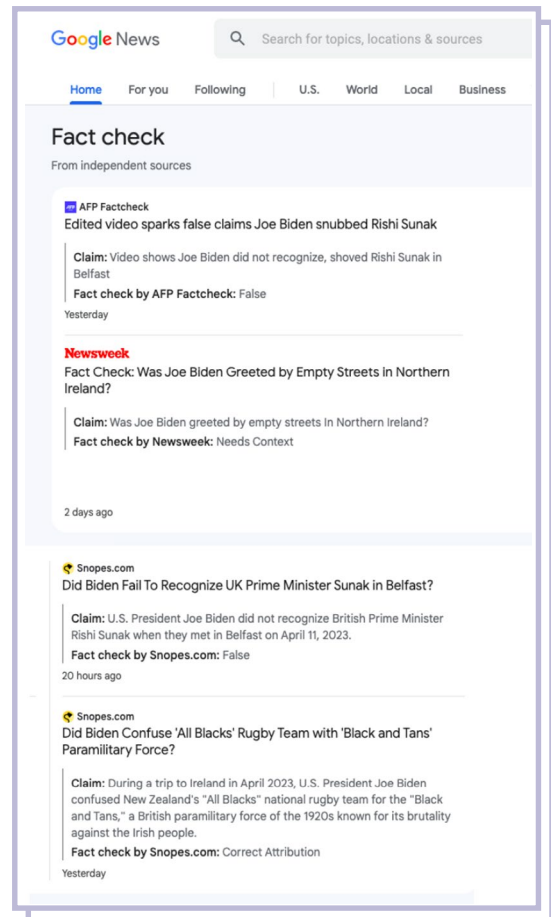 Google News
Search for topics, locations & sources
Home For you Following U.S. World Local Business
Fact check
From independent sources
AFP AFP Factcheck
Edited video sparks false claims Joe Biden snubbed Rishi Sunak
Claim: Video shows Joe Biden did not recognize, shoved Rishi Sunak in
Belfast
Fact check by AFP Factcheck: False
Yesterday
Newsweek
Fact Check: Was Joe Biden Greeted by Empty Streets in Northern
Ireland?
Claim: Was Joe Biden greeted by empty streets In Northern Ireland?
Fact check by Newsweek: Needs Context
2 days ago
Snopes.com
Did Biden Fail To Recognize UK Prime Minister Sunak in Belfast?
Claim: U.S. President Joe Biden did not recognize British Prime Minister
Rishi Sunak when they met in Belfast on April 11, 2023.
Fact check by Snopes.com: False
20 hours ago
Snopes.com
Did Biden Confuse 'All Blacks' Rugby Team with 'Black and Tans'
Paramilitary Force?
Claim: During a trip to Ireland in April 2023, U.S. President Joe Biden
confused New Zealand's "All Blacks" national rugby team for the "Black
and Tans," a British paramilitary force of the 1920s known for its brutality
against the Irish people.
Fact check by Snopes.com: Correct Attribution
Yesterday